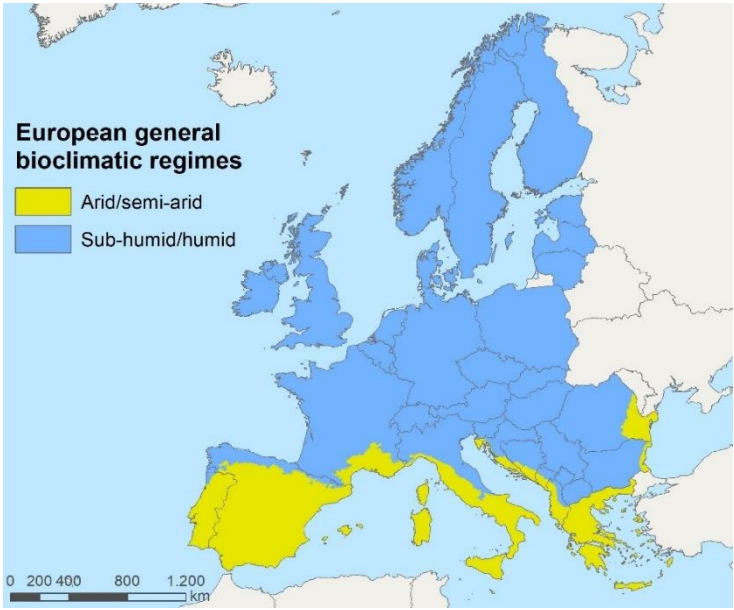 European general
bioclimatic regimes
Arid/semi-arid
Sub-humid/humid
0 200 400 800 1.200
km